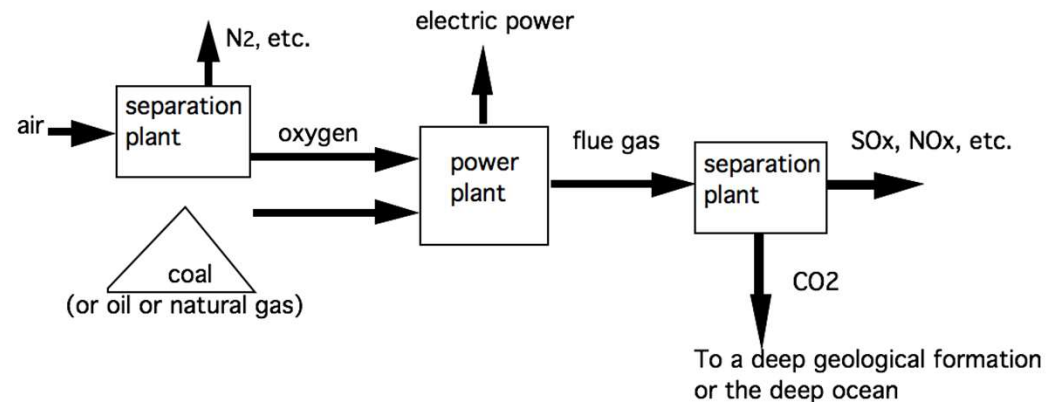 electric power
N2, etc.
separation
plant
air
oxygen
power
plant
flue gas
separation
plant
SOx, NOx, etc.
coal
(or oil or natural gas)
CO2
To a deep geological formation
or the deep ocean